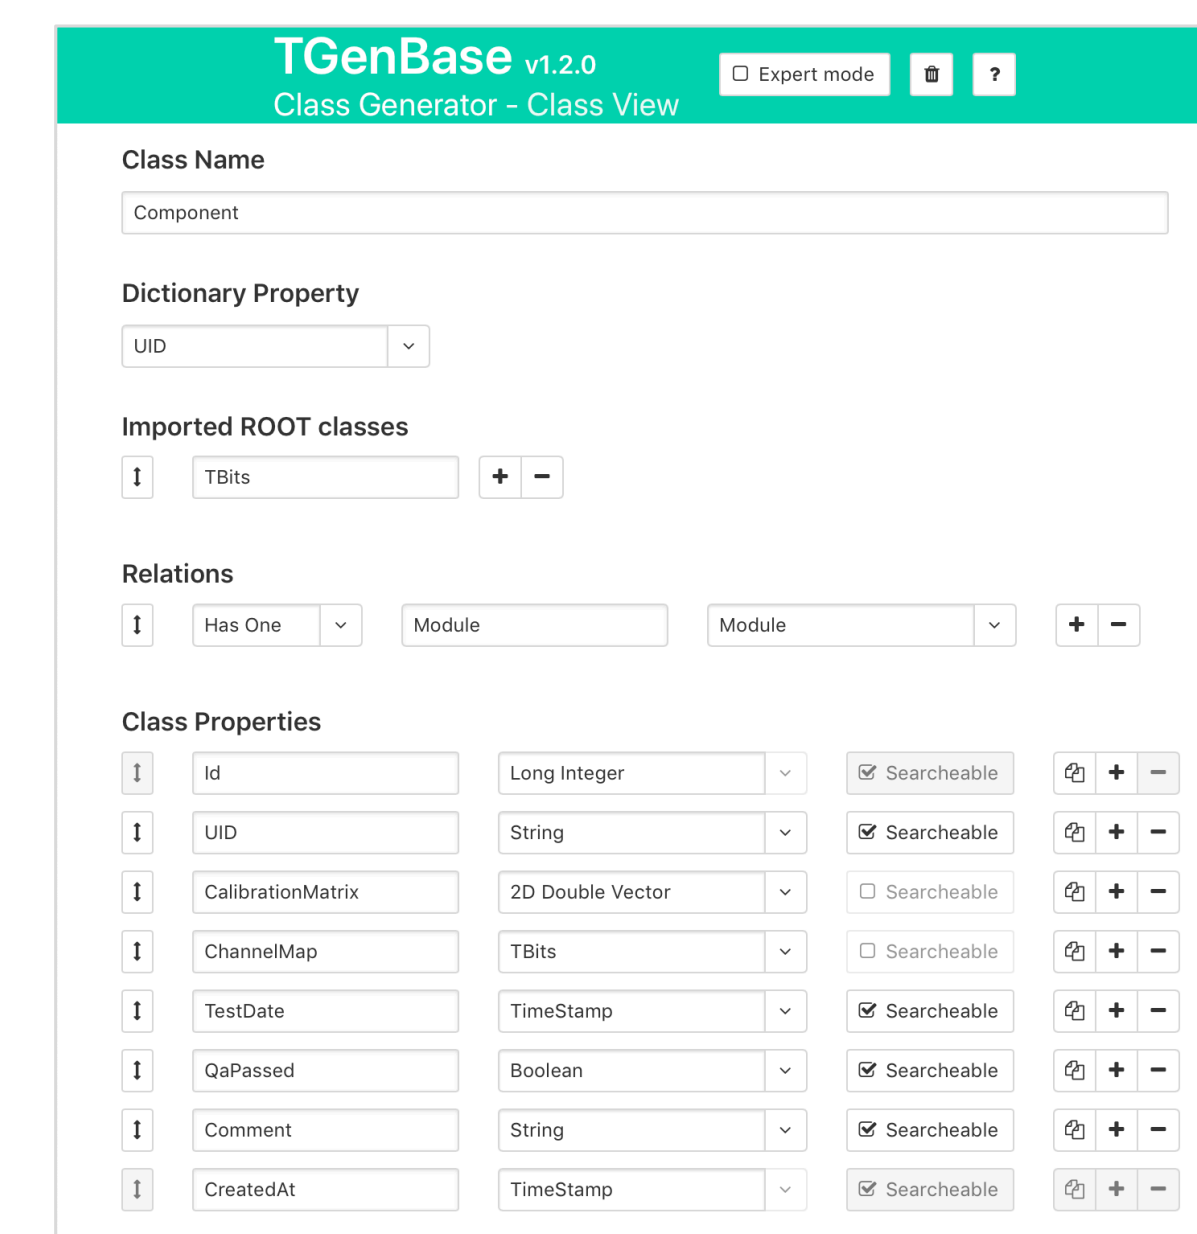 TGenBase v1.2.0
Class Generator - Class View
Expert mode
?
Class Name
Component
Dictionary Property
UID
Imported ROOT classes
TBits
Relations
Has One Module Module
Class Properties
Id Long Integer Searcheable
UID String Searcheable
CalibrationMatrix 2D Double Vector Searcheable
ChannelMap TBits Searcheable
TestDate TimeStamp Searcheable
QaPassed Boolean Searcheable
Comment String Searcheable
CreatedAt TimeStamp Searcheable